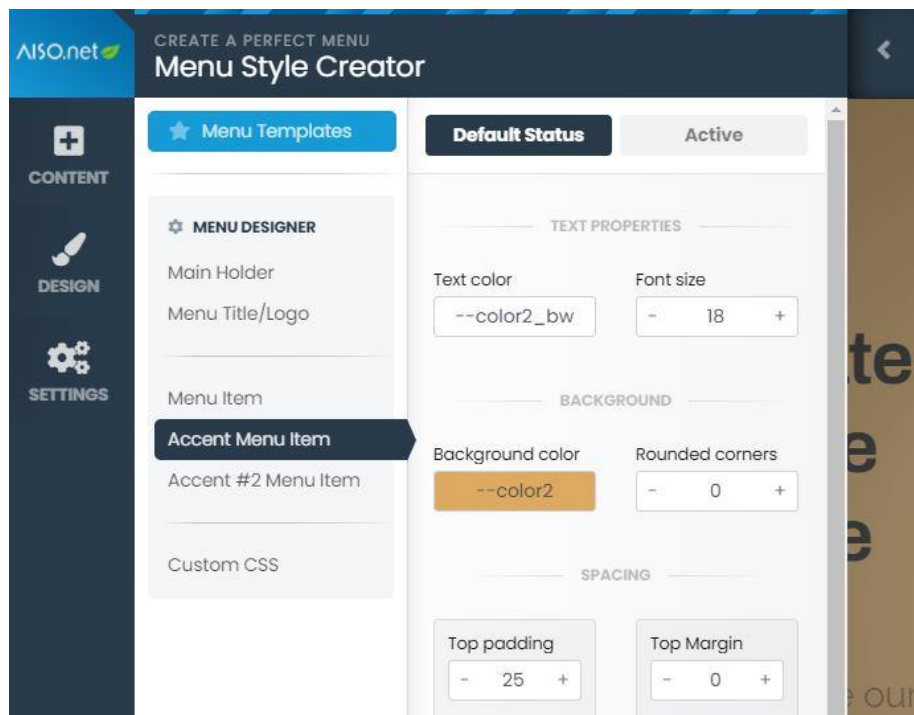 AISO.net
CREATE A PERFECT MENU
Menu Style Creator
CONTENT
DESIGN
SETTINGS
Menu Templates
MENU DESIGNER
Main Holder
Menu Title/Logo
Menu Item
Accent Menu Item
Accent #2 Menu Item
Custom CSS
Default Status Active
TEXT PROPERTIES
Text color Font size
--color2_bw - 18 +
BACKGROUND
Background color Rounded corners
--color2 - 0 +
SPACING
Top padding Top Margin
- 25 + - 0 +
te
e
e
e our